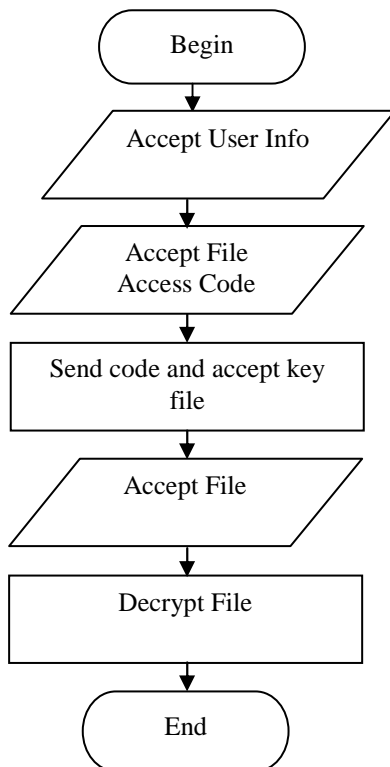 Begin
Accept User Info
Accept File
Access Code
Send code and accept key
file
Accept File
Decrypt File
End